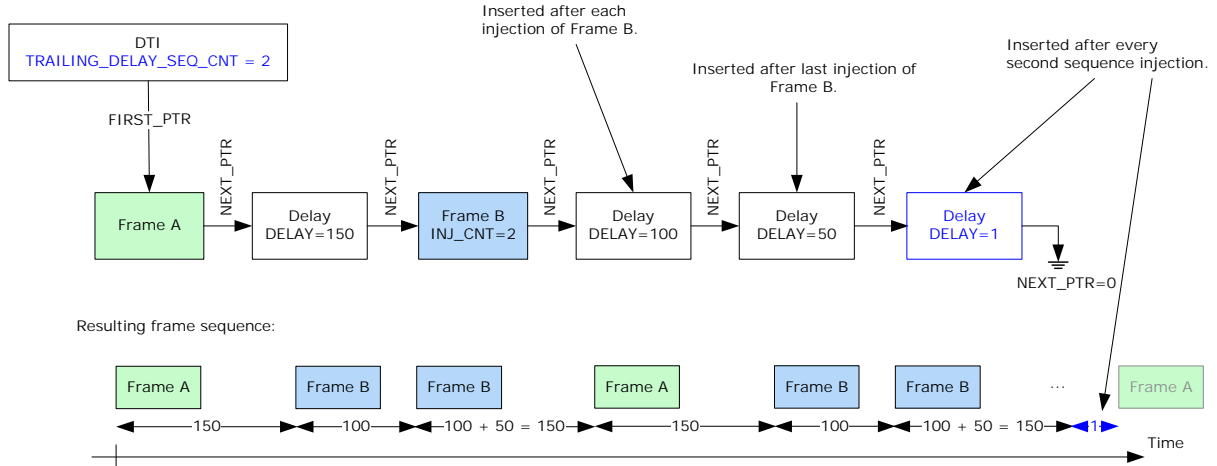 Inserted after each
injection of Frame B.
DTI
TRAILING_DELAY_SEQ_CNT = 2
Inserted after every
second sequence injection.
Inserted after last injection of
Frame B.
FIRST_PTR
NEXT_PTR
NEXT_PTR
NEXT_PTR
NEXT_PTR
NEXT_PTR
Frame A
Delay
DELAY=150
Frame B
INJ_CNT=2
Delay
DELAY=100
Delay
DELAY=50
Delay
DELAY=1
NEXT_PTR=0
Resulting frame sequence:
Frame A
Frame B
Frame B
Frame A
Frame B
Frame B
...
Frame A
150
100
100 + 50 = 150
150
100
100 + 50 = 150
1
Time